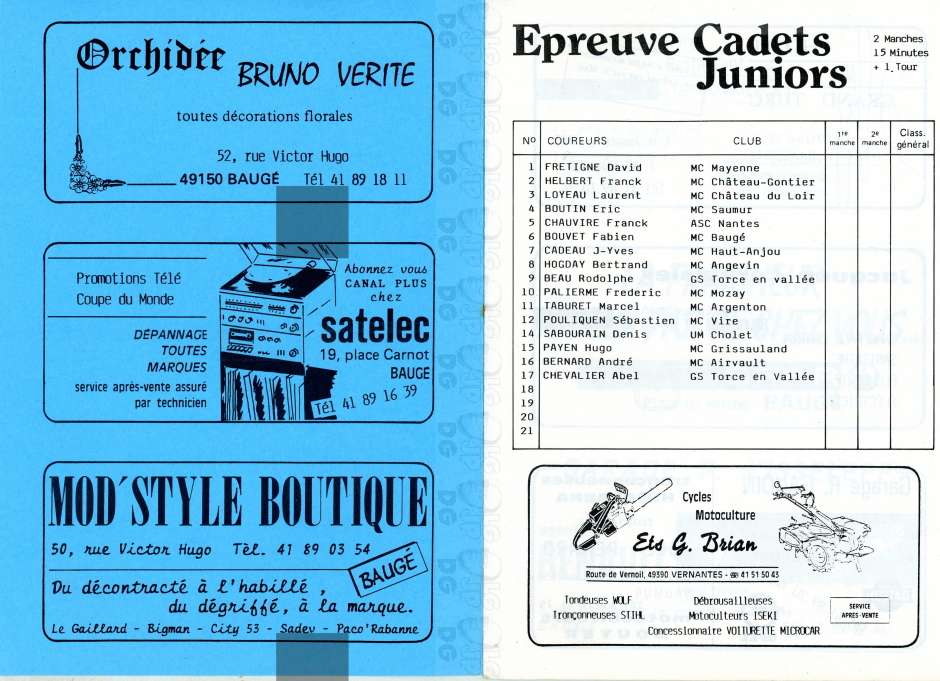 Orchidée
BRUNO VERITE
toutes décorations florales
52, rue Victor Hugo
49150 BAUGÉ Tél 41 89 18 11
Promotions Télé
Coupe du Monde
DÉPANNAGE
TOUTES
MARQUES
service après-vente assuré
par technicien
Abonnez vous
CANAL PLUS
chez
satelec
19, place Carnot
BAUGE
Tél 41 89 16 39
MOD'STYLE BOUTIQUE
50, rue Victor Hugo Tèl. 41 89 03 54
BAUGÉ
Du décontracté à l'habillé,
du dégriffé, à la marque.
Le Gaillard - Bigman - City 53 - Sadev - Paco'Rabanne
Epreuve Cadets
Juniors
2 Manches
15 Minutes
+ 1 Tour
Nº COUREURS CLUB 1re manche 2e manche Class. général
1 FRETIGNE David MC Mayenne
2 HELBERT Franck MC Château-Gontier
3 LOYEAU Laurent MC Château du Loir
4 BOUTIN Eric MC Saumur
5 CHAUVIRE Franck ASC Nantes
6 BOUVET Fabien MC Baugé
7 CADEAU J-Yves MC Haut-Anjou
8 HOGDAY Bertrand MC Angevin
9 BEAU Rodolphe GS Torce en vallée
10 PALIERME Frederic MC Mozay
11 TABURET Marcel MC Argenton
12 POULIQUEN Sébastien MC Vire
14 SABOURAIN Denis UM Cholet
15 PAYEN Hugo MC Grissauland
16 BERNARD André MC Airvault
17 CHEVALIER Abel GS Torce en Vallée
18
19
20
21
Cycles
Motoculture
Ets G. Brian
Route de Vernoil, 49390 VERNANTES - ☎ 41 51 50 43
Tondeuses WOLF Débrousailleuses
Tronçonneuses STIHL Motoculteurs ISEKI
Concessionnaire VOITURETTE MICROCAR
SERVICE
APRÈS-VENTE